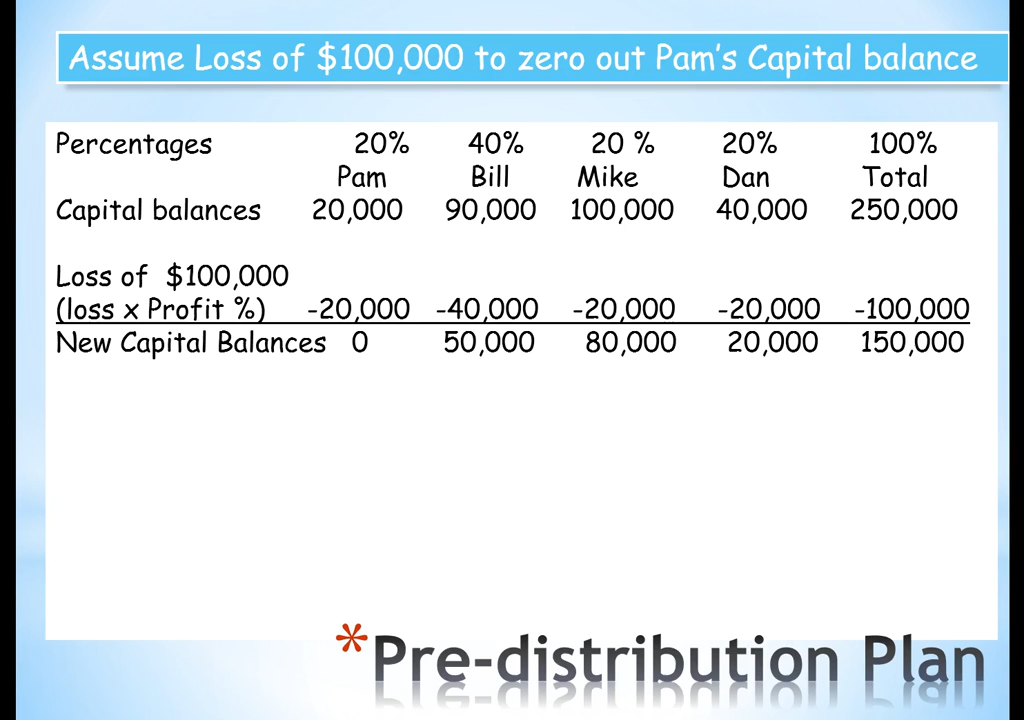 Assume Loss of $100,000 to zero out Pam's Capital balance
Percentages 20% 40% 20 % 20% 100%
Pam Bill Mike Dan Total
Capital balances 20,000 90,000 100,000 40,000 250,000
Loss of $100,000
(loss x Profit %) -20,000 -40,000 -20,000 -20,000 -100,000
New Capital Balances 0 50,000 80,000 20,000 150,000
*Pre-distribution Plan